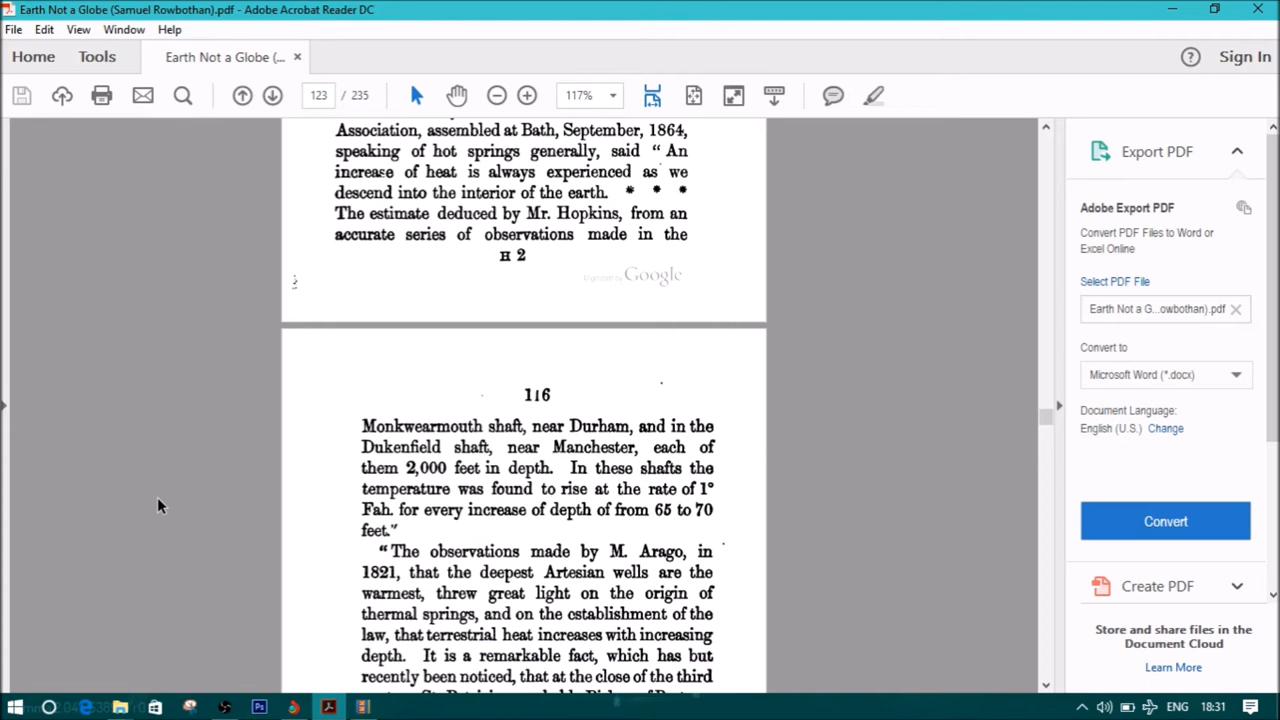 Earth Not a Globe (Samuel Rowbothan).pdf - Adobe Acrobat Reader DC
File Edit View Window Help
Home Tools Earth Not a Globe (... × Sign In
123 / 235 117%
Association, assembled at Bath, September, 1864,
speaking of hot springs generally, said “ An
increase of heat is always experienced as we
descend into the interior of the earth. * * *
The estimate deduced by Mr. Hopkins, from an
accurate series of observations made in the
H 2
Google
116
Monkwearmouth shaft, near Durham, and in the
Dukenfield shaft, near Manchester, each of
them 2,000 feet in depth. In these shafts the
temperature was found to rise at the rate of 1°
Fah. for every increase of depth of from 65 to 70
feet.”
“The observations made by M. Arago, in
1821, that the deepest Artesian wells are the
warmest, threw great light on the origin of
thermal springs, and on the establishment of the
law, that terrestrial heat increases with increasing
depth. It is a remarkable fact, which has but
recently been noticed, that at the close of the third
Export PDF
Adobe Export PDF
Convert PDF Files to Word or
Excel Online
Select PDF File
Earth Not a G...owbothan).pdf
Convert to
Microsoft Word (*.docx)
Document Language:
English (U.S.) Change
Convert
Create PDF
Store and share files in the
Document Cloud
Learn More
ENG 18:31